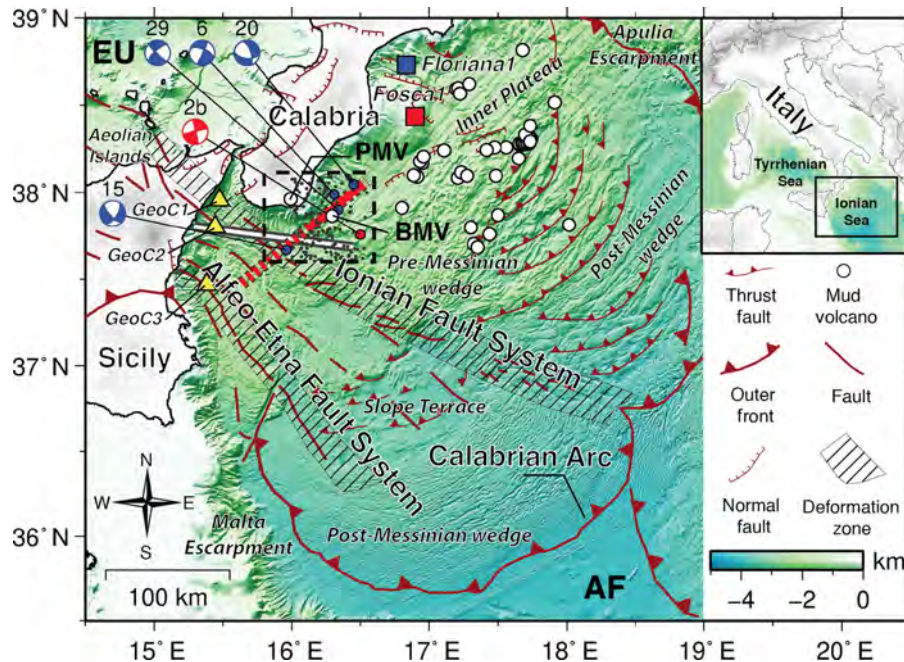 39˚N
38˚N
37˚N
36˚N
15˚E
16˚E
17˚E
18˚E
19˚E
20˚E
29
6
20
EU
2b
15
Aeolian
Islands
Calabria
Floriana1
Fosca1
Inner Plateau
Apulia
Escarpment
PMV
BMV
GeoC1
GeoC2
GeoC3
Sicily
Pre-Messinian
wedge
Post-Messinian
wedge
Ionian Fault System
Alfeo-Etna Fault System
Slope Terrace
Calabrian Arc
Post-Messinian wedge
Malta
Escarpment
AF
N
W
E
S
100 km
Italy
Tyrrhenian
Sea
Ionian
Sea
Thrust
fault
Mud
volcano
Outer
front
Fault
Normal
fault
Deformation
zone
km
−4
−2
0